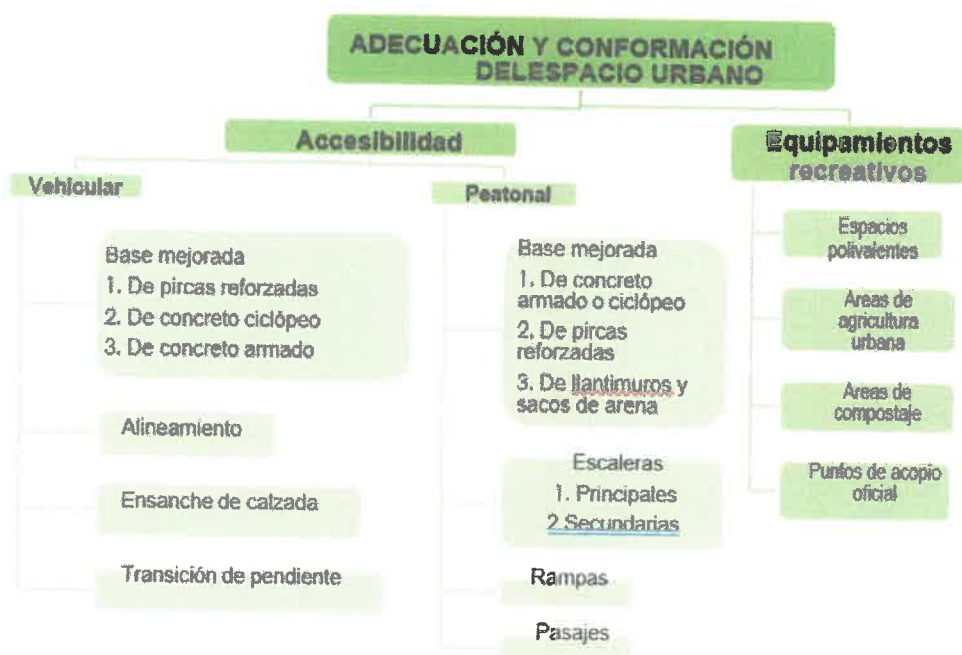 ADECUACIÓN Y CONFORMACIÓN
DELESPACIO URBANO
Accesibilidad
Vehicular
Base mejorada
1. De pircas reforzadas
2. De concreto ciclópeo
3. De concreto armado
Alineamiento
Ensanche de calzada
Transición de pendiente
Peatonal
Base mejorada
1. De concreto
armado o ciclópeo
2. De pircas
reforzadas
3. De llantimuros y
sacos de arena
Escaleras
1. Principales
2.Secundarias
Rampas
Pasajes
Equipamientos
recreativos
Espacios
polivalentes
Areas de
agricultura
urbana
Areas de
compostaje
Puntos de acopio
oficial